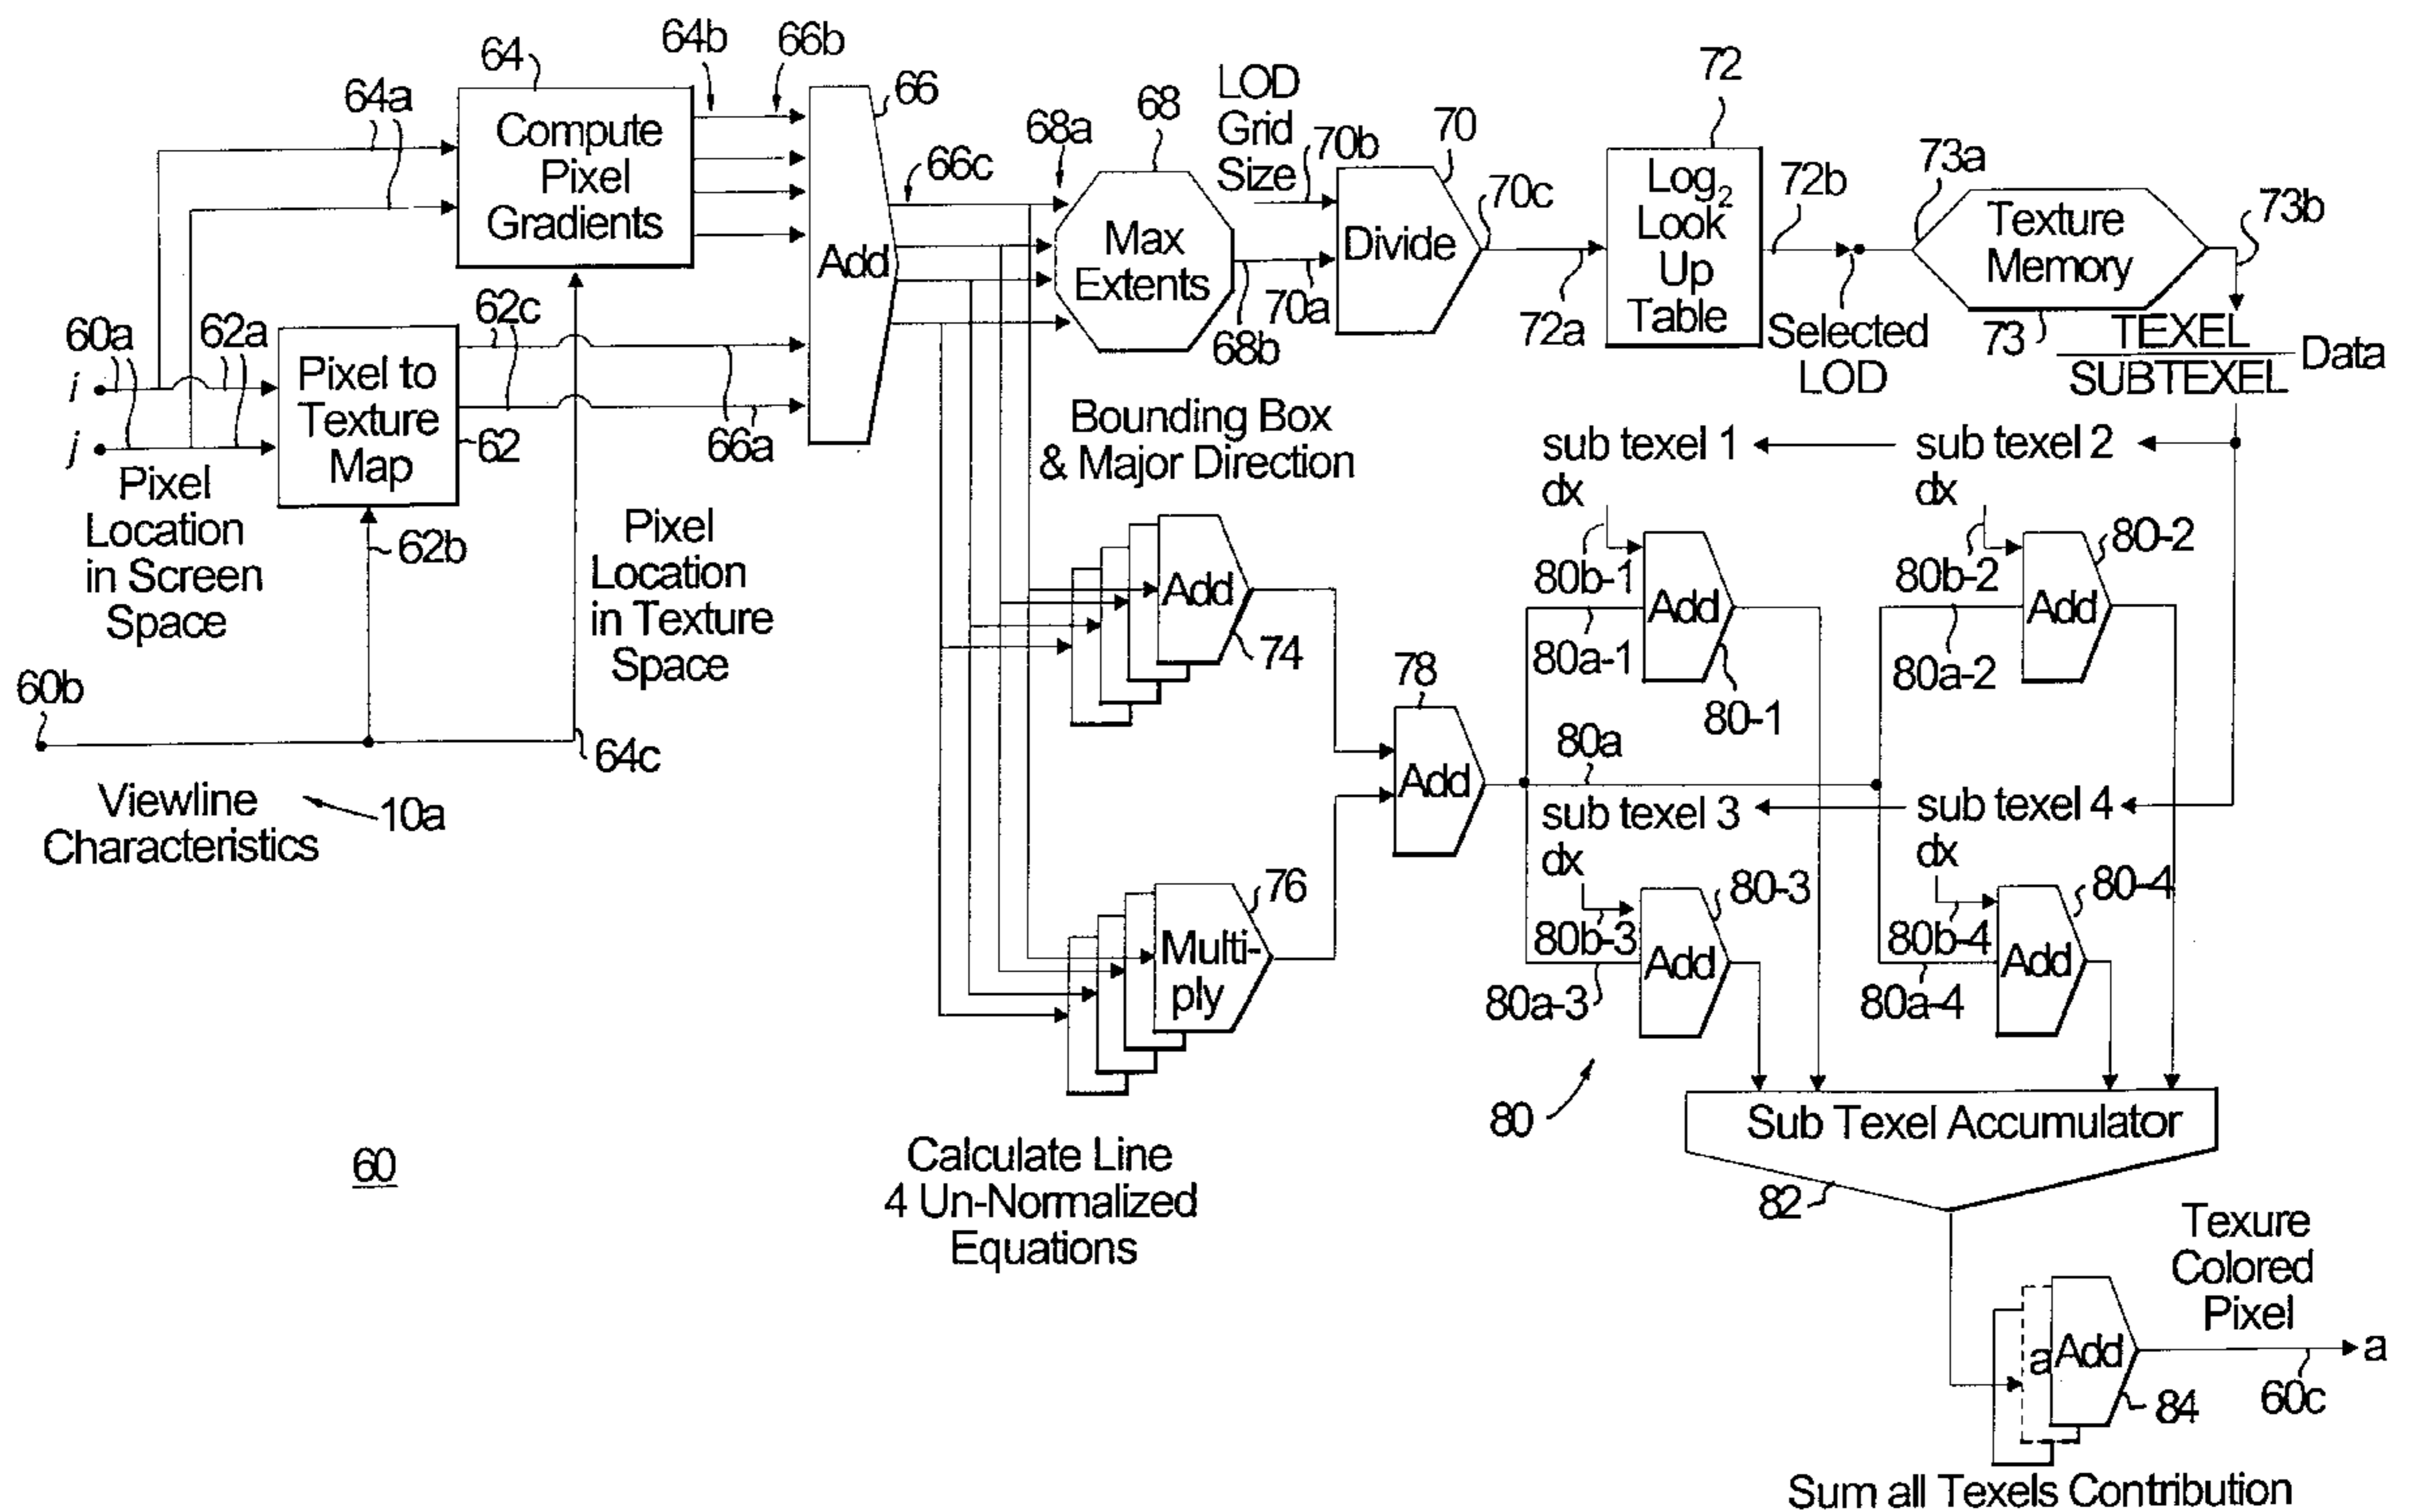 64
64b
66b
64a
Compute
Pixel
Gradients
66
Add
66c
68a
68
Max
Extents
68b
LOD
Grid
Size
70b
70
70a
Divide
70c
72
72a
Log2
Look
Up
Table
72b
Selected
LOD
73a
Texture
Memory
73
73b
TEXEL
SUBTEXEL
Data
60a
i
j
62a
Pixel to
Texture
Map
62
62c
66a
62b
Pixel
Location
in Screen
Space
Pixel
Location
in Texture
Space
60b
64c
Viewline
Characteristics
10a
Bounding Box
& Major Direction
Add
74
Multi-
ply
76
78
Add
Calculate Line
4 Un-Normalized
Equations
sub texel 1
dx
80b-1
Add
80a-1
80-1
sub texel 2
dx
80b-2
Add
80-2
80a-2
80a
sub texel 3
dx
80b-3
Add
80-3
80a-3
sub texel 4
dx
80b-4
Add
80-4
80a-4
80
Sub Texel Accumulator
82
Texure
Colored
Pixel
a
Add
84
60c
a
Sum all Texels Contribution
60